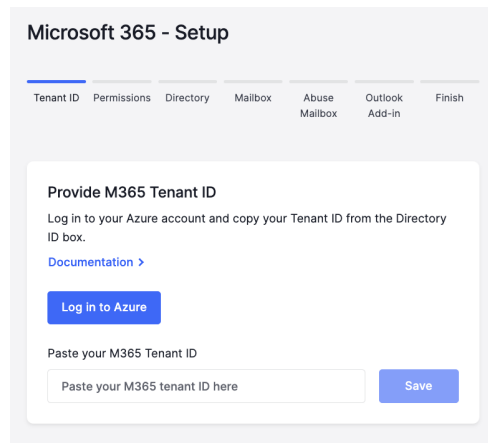 Microsoft 365 - Setup
Tenant ID Permissions Directory Mailbox Abuse Outlook Finish
Mailbox Add-in
Provide M365 Tenant ID
Log in to your Azure account and copy your Tenant ID from the Directory
ID box.
Documentation >
Log in to Azure
Paste your M365 Tenant ID
Paste your M365 tenant ID here Save